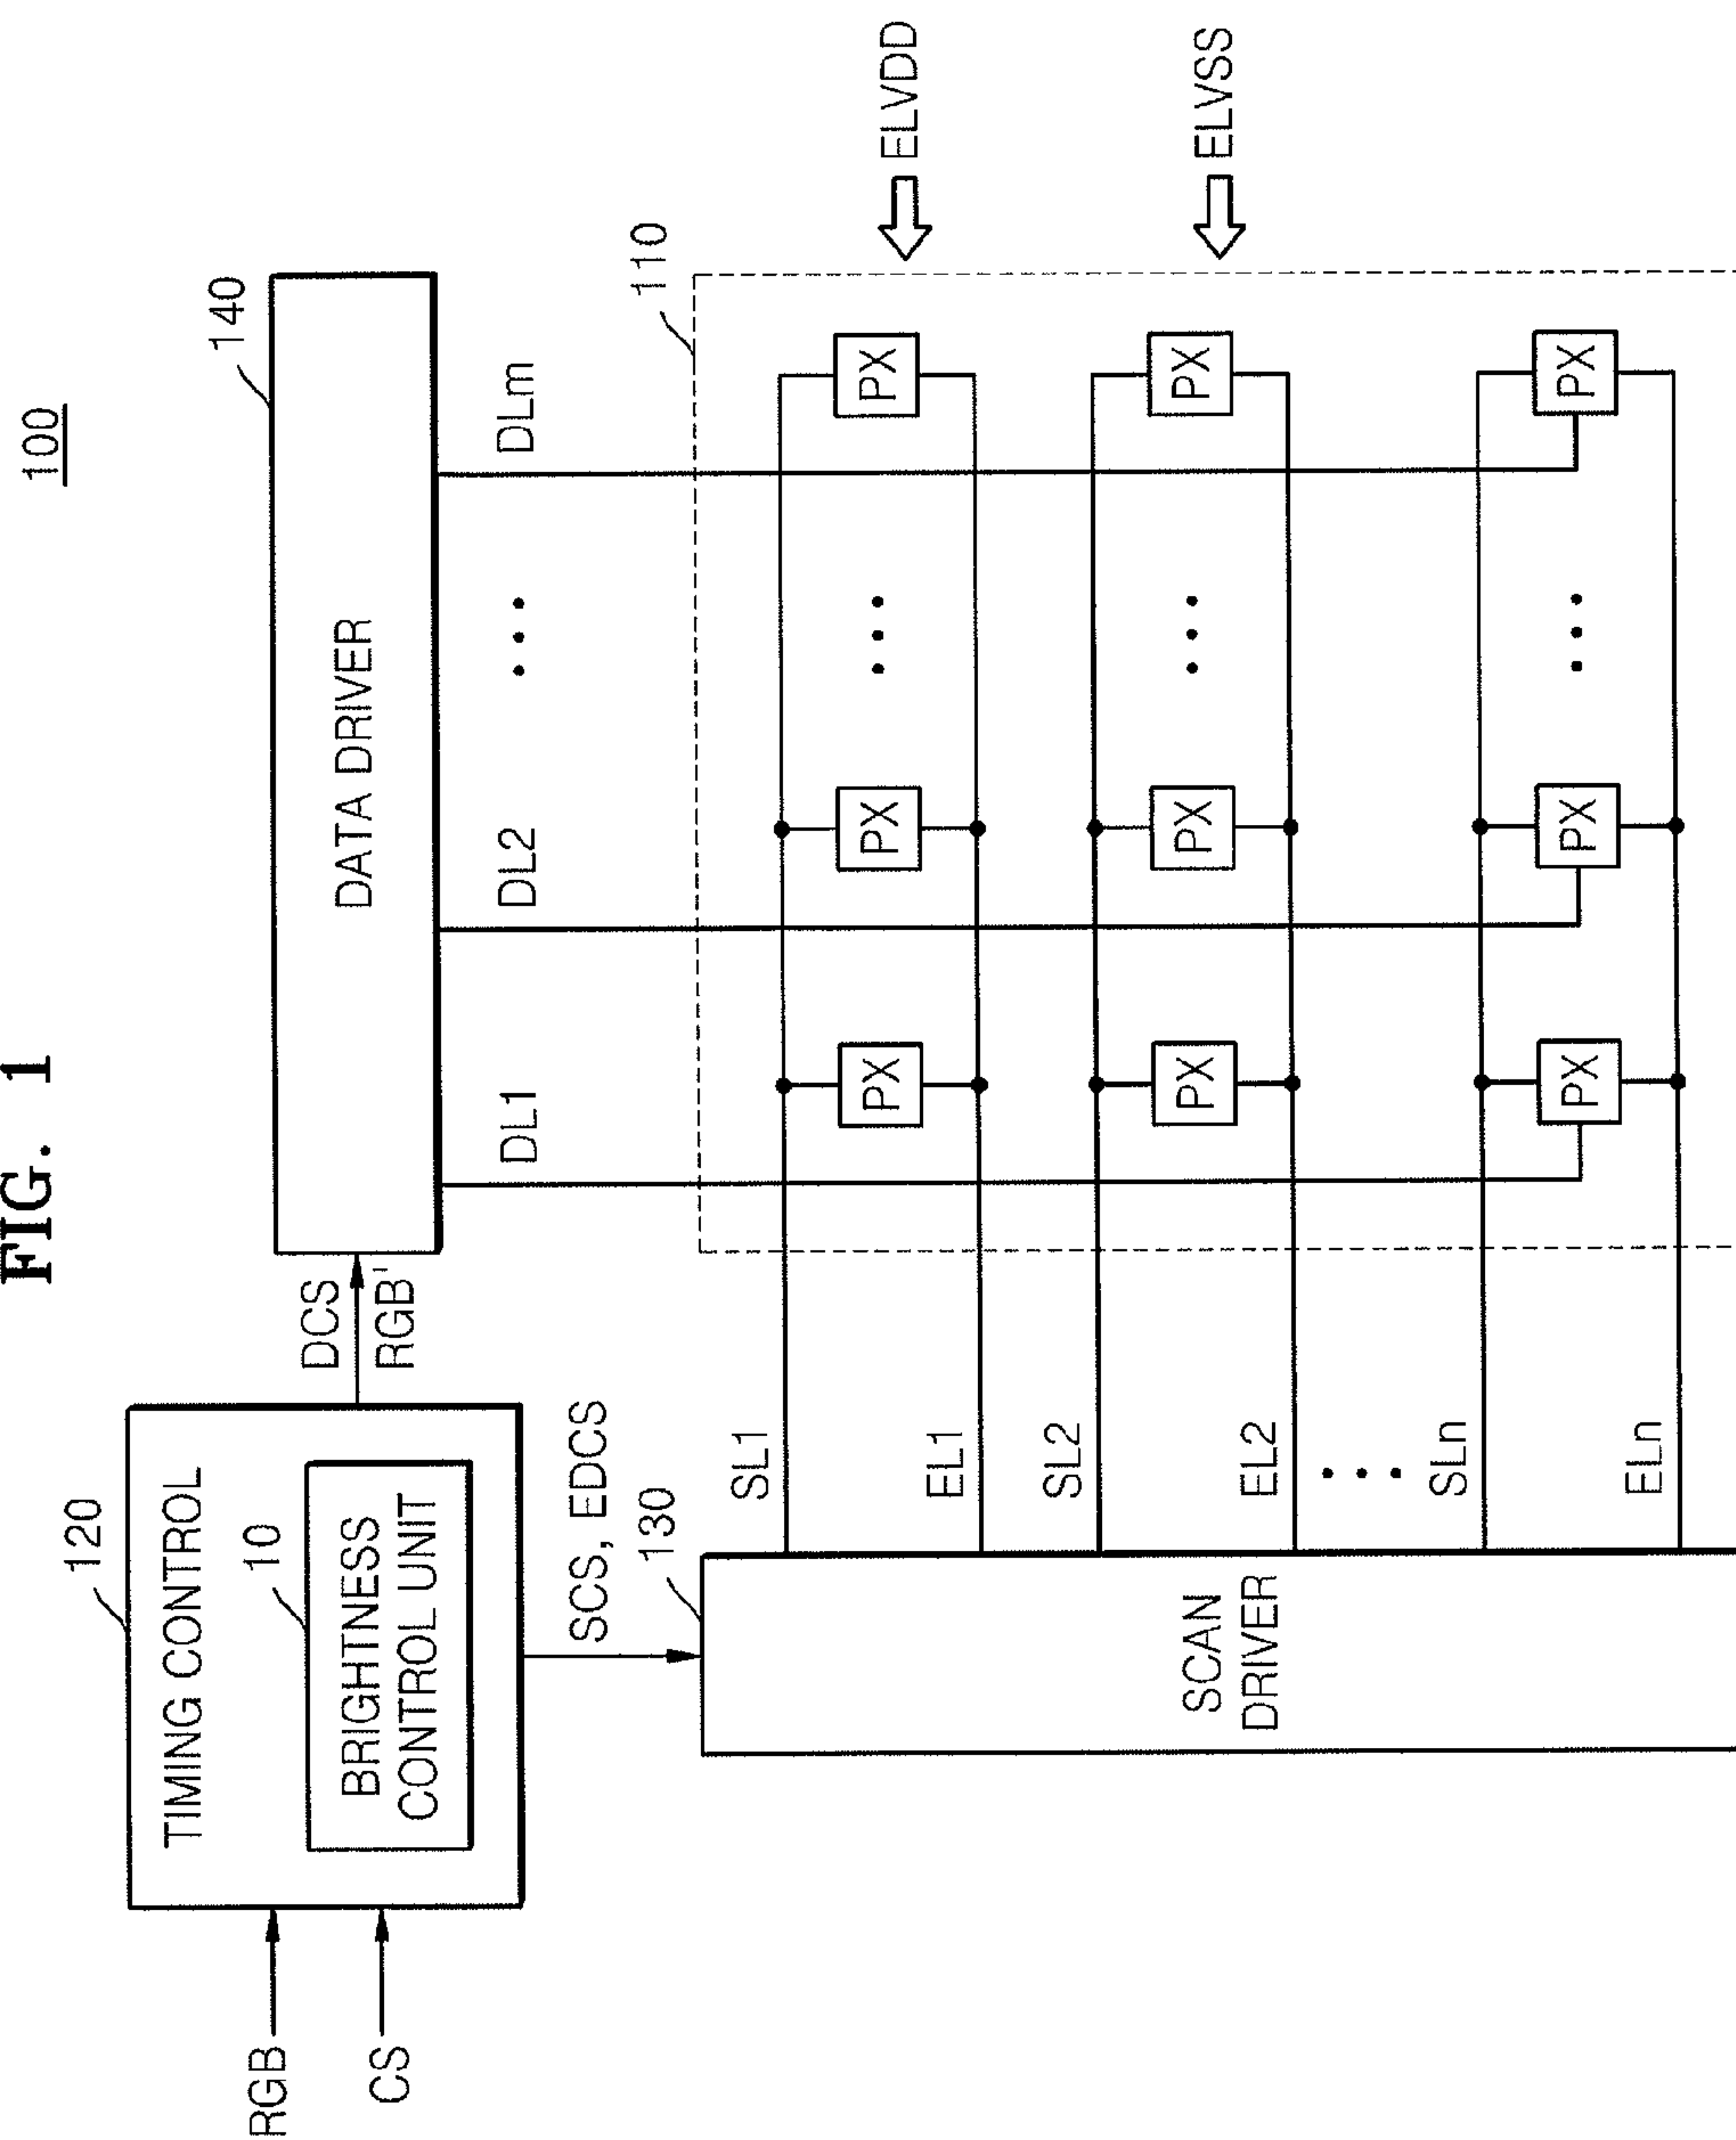 FIG. 1
100
RGB
CS
120
TIMING CONTROL
10
BRIGHTNESS
CONTROL UNIT
DCS
RGB'
140
DATA DRIVER
SCS, EDCS
130
SCAN
DRIVER
DL1
DL2
• • •
DLm
110
ELVDD
ELVSS
SL1
PX
PX
• • •
PX
EL1
SL2
PX
PX
• • •
PX
EL2
• • •
SLn
PX
PX
• • •
PX
ELn